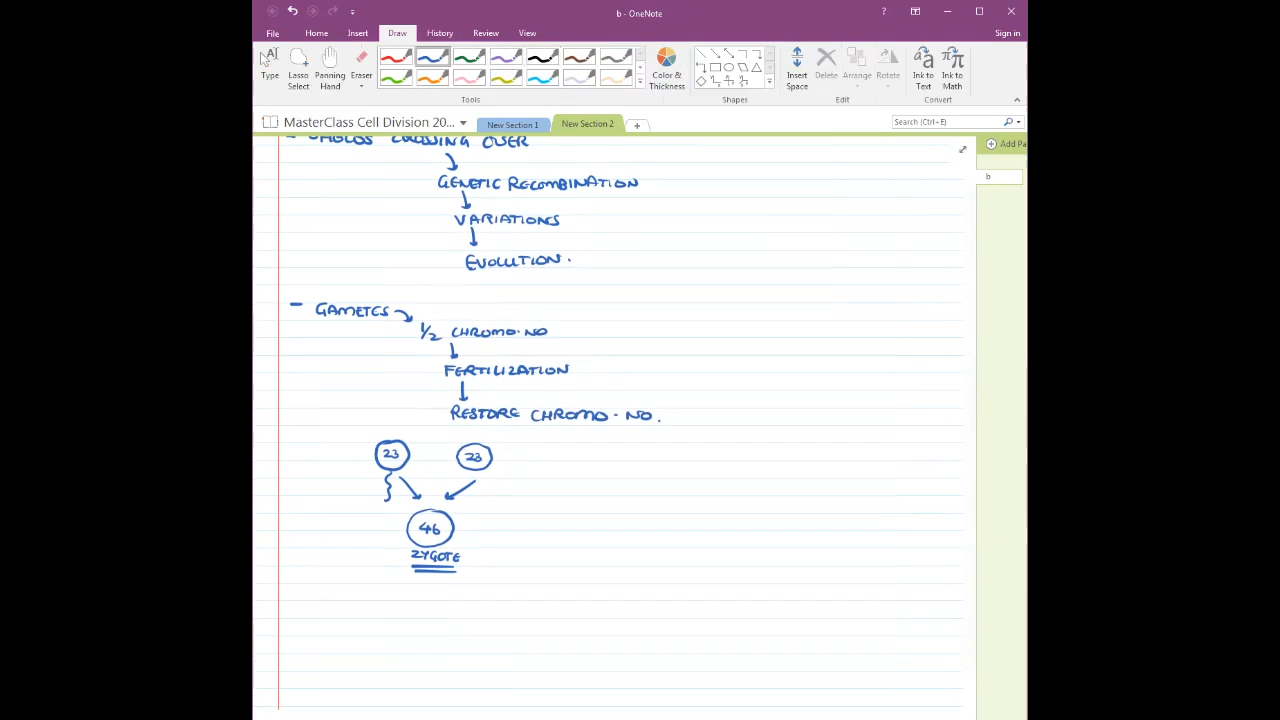 b - OneNote
?
File Home Insert Draw History Review View
Sign in
Type
Lasso Select
Panning Hand
Eraser
Color & Thickness
Insert Space
Delete
Arrange
Rotate
Ink to Text
Ink to Math
Tools
Shapes
Edit
Convert
MasterClass Cell Division 20...
New Section 1
New Section 2
Search (Ctrl+E)
Add Pa
b
CROSSING OVER
GENETIC RECOMBINATION
VARIATIONS
EVOLUTION.
- GAMETES
1/2 CHROMO. NO
FERTILIZATION
RESTORE CHROMO. NO.
23 23
46
ZYGOTE